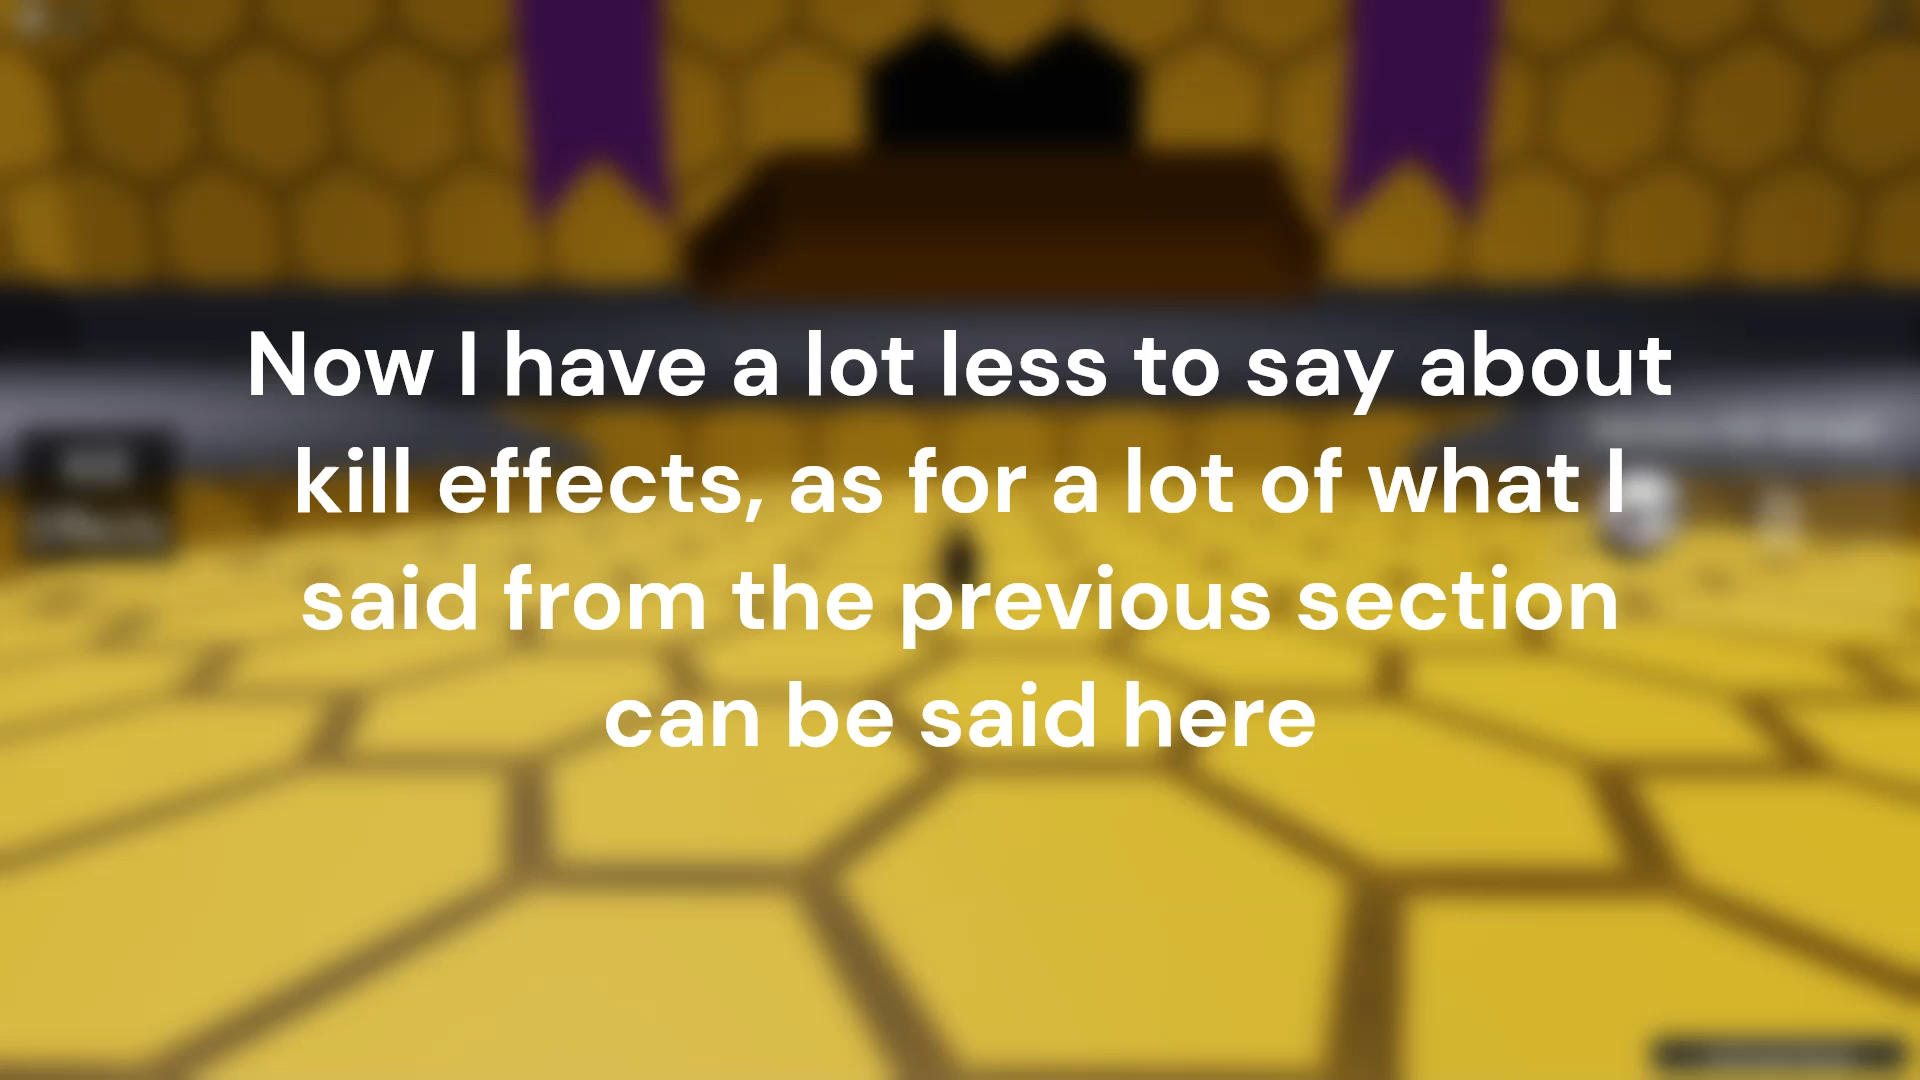 Now I have a lot less to say about
kill effects, as for a lot of what I
said from the previous section
can be said here